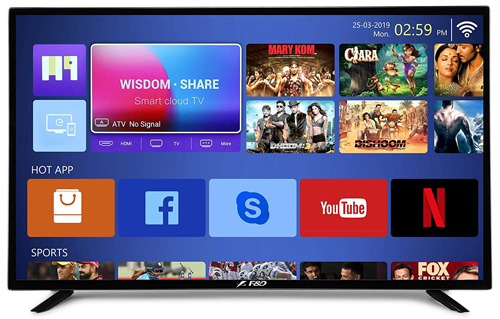 25-03-2019
Mon.
02:59 PM
WISDOM · SHARE
Smart cloud TV
A
ATV No Signal
HDMI
TV
More
MARY KOM
CLARA
DHOOM:3
DISHOOM
HOT APP
f
S
YouTube
N
SPORTS
FOX
CRICKET
F&D